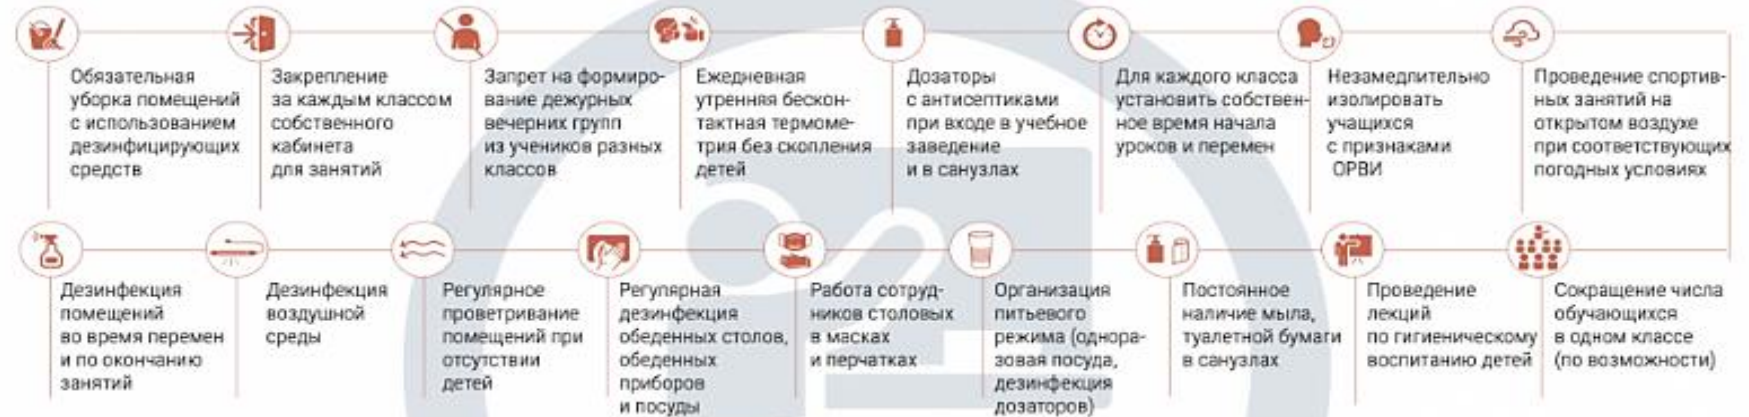 Обязательная
уборка помещений
с использованием
дезинфицирующих
средств
Закрепление
за каждым классом
собственного
кабинета
для занятий
Запрет на формиро-
вание дежурных
вечерних групп
из учеников разных
классов
Ежедневная
утренняя бескон-
тактная термоме-
трия без скопления
детей
Дозаторы
с антисептиками
при входе в учебное
заведение
и в санузлах
Для каждого класса
установить собствен-
ное время начала
уроков и перемен
Незамедлительно
изолировать
учащихся
с признаками
ОРВИ
Проведение спортив-
ных занятий на
открытом воздухе
при соответствующих
погодных условиях
Дезинфекция
помещений
во время перемен
и по окончанию
занятий
Дезинфекция
воздушной
среды
Регулярное
проветривание
помещений при
отсутствии
детей
Регулярная
дезинфекция
обеденных столов,
обеденных
приборов
и посуды
Работа сотруд-
ников столовых
в масках
и перчатках
Организация
питьевого
режима (однора-
зовая посуда,
дезинфекция
дозаторов)
Постоянное
наличие мыла,
туалетной бумаги
в санузлах
Проведение
лекций
по гигиеническому
воспитанию детей
Сокращение числа
обучающихся
в одном классе
(по возможности)